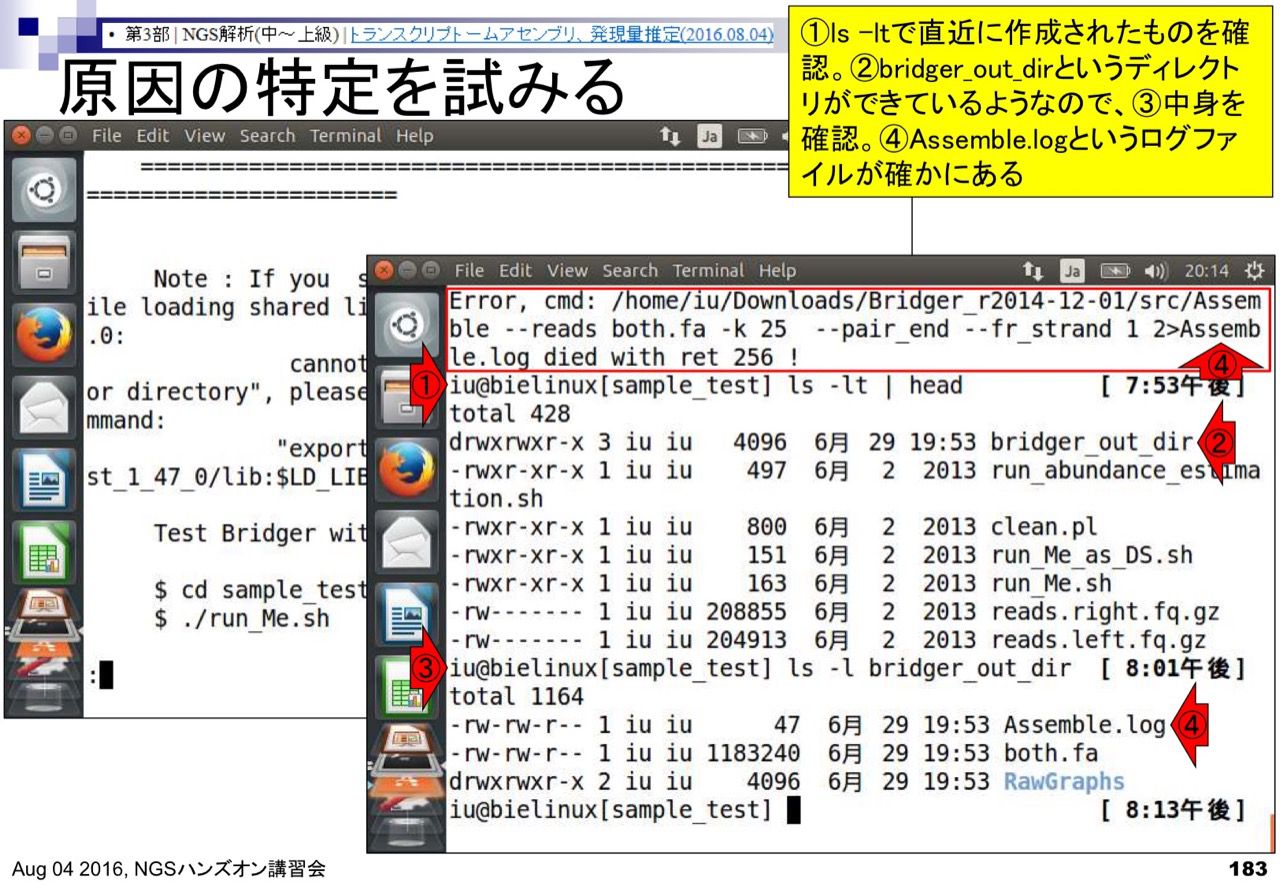 • 第3部 | NGS解析(中～上級) | トランスクリプトームアセンブリ、発現量推定(2016.08.04)
原因の特定を試みる
①ls –ltで直近に作成されたものを確
認。②bridger_out_dirというディレクト
リができているようなので、③中身を
確認。④Assemble.logというログファ
イルが確かにある
File Edit View Search Terminal Help
Ja
================================================
=======================
Note : If you s
ile loading shared li
.0:
cannot
or directory", please
mmand:
"export
st_1_47_0/lib:$LD_LIB
Test Bridger wit
$ cd sample_test
$ ./run_Me.sh
:
File Edit View Search Terminal Help
Ja
20:14
Error, cmd: /home/iu/Downloads/Bridger_r2014-12-01/src/Assem
ble --reads both.fa -k 25  --pair_end --fr_strand 1 2>Assemb
le.log died with ret 256 !
④
①
iu@bielinux[sample_test] ls -lt | head [ 7:53午後]
total 428
drwxrwxr-x 3 iu iu   4096  6月  29 19:53 bridger_out_dir
②
-rwxr-xr-x 1 iu iu    497  6月   2  2013 run_abundance_estima
tion.sh
-rwxr-xr-x 1 iu iu    800  6月   2  2013 clean.pl
-rwxr-xr-x 1 iu iu    151  6月   2  2013 run_Me_as_DS.sh
-rwxr-xr-x 1 iu iu    163  6月   2  2013 run_Me.sh
-rw------- 1 iu iu 208855  6月   2  2013 reads.right.fq.gz
-rw------- 1 iu iu 204913  6月   2  2013 reads.left.fq.gz
③
iu@bielinux[sample_test] ls -l bridger_out_dir [ 8:01午後]
total 1164
-rw-rw-r-- 1 iu iu      47  6月  29 19:53 Assemble.log
④
-rw-rw-r-- 1 iu iu 1183240  6月  29 19:53 both.fa
drwxrwxr-x 2 iu iu    4096  6月  29 19:53 RawGraphs
iu@bielinux[sample_test] [ 8:13午後]
Aug 04 2016, NGSハンズオン講習会
183